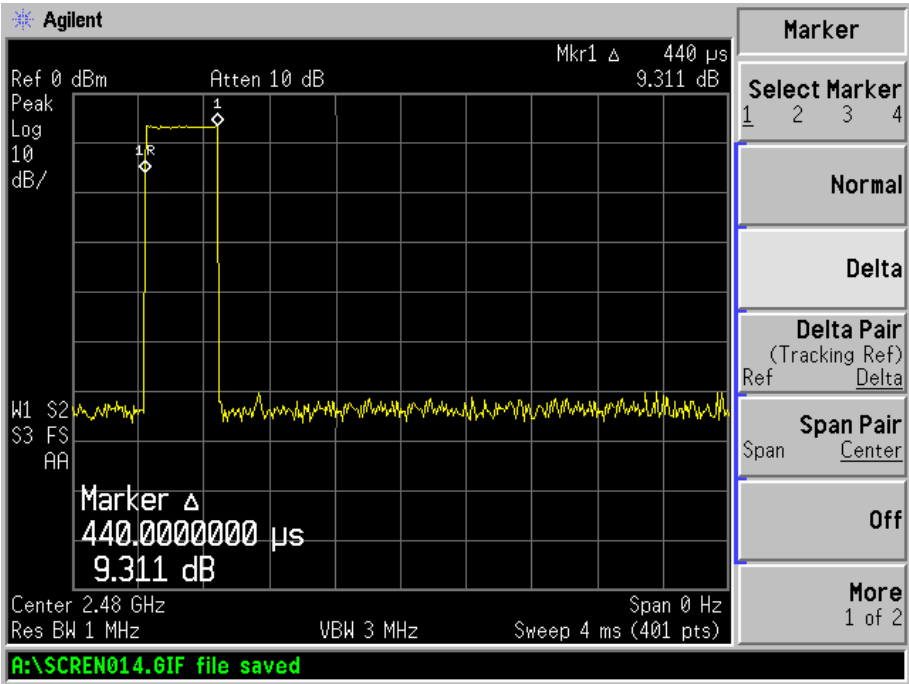 Agilent
Marker
Mkr1 Δ 440 µs
Ref 0 dBm Atten 10 dB 9.311 dB
Peak
Log
10
dB/
1
1R
W1 S2
S3 FS
AA
Marker Δ
440.0000000 µs
9.311 dB
Center 2.48 GHz Span 0 Hz
Res BW 1 MHz VBW 3 MHz Sweep 4 ms (401 pts)
Select Marker
1 2 3 4
Normal
Delta
Delta Pair
(Tracking Ref)
Ref Delta
Span Pair
Span Center
Off
More
1 of 2
A:\SCREN014.GIF file saved